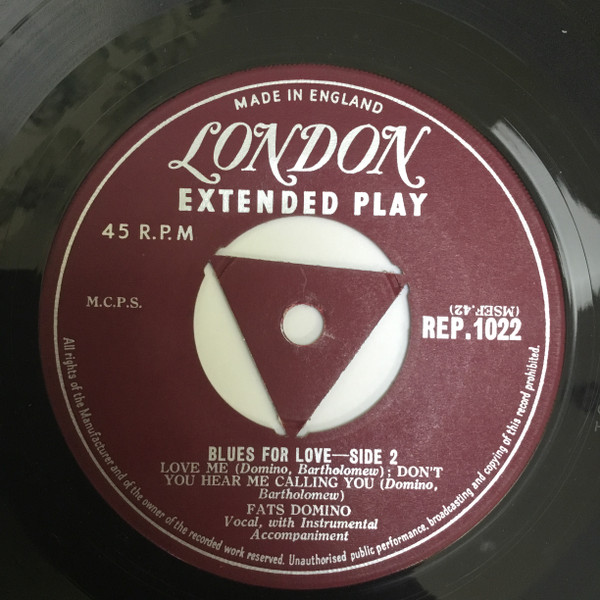 MADE IN ENGLAND
LONDON
EXTENDED PLAY
45 R.P.M
M.C.P.S.
(MSEP.42)
REP.1022
BLUES FOR LOVE—SIDE 2
LOVE ME (Domino, Bartholomew); DON'T
YOU HEAR ME CALLING YOU (Domino,
Bartholomew)
FATS DOMINO
Vocal, with Instrumental
Accompaniment
All rights of the Manufacturer and of the owner of the recorded work reserved. Unauthorised public performance, broadcasting and copying of this record prohibited.